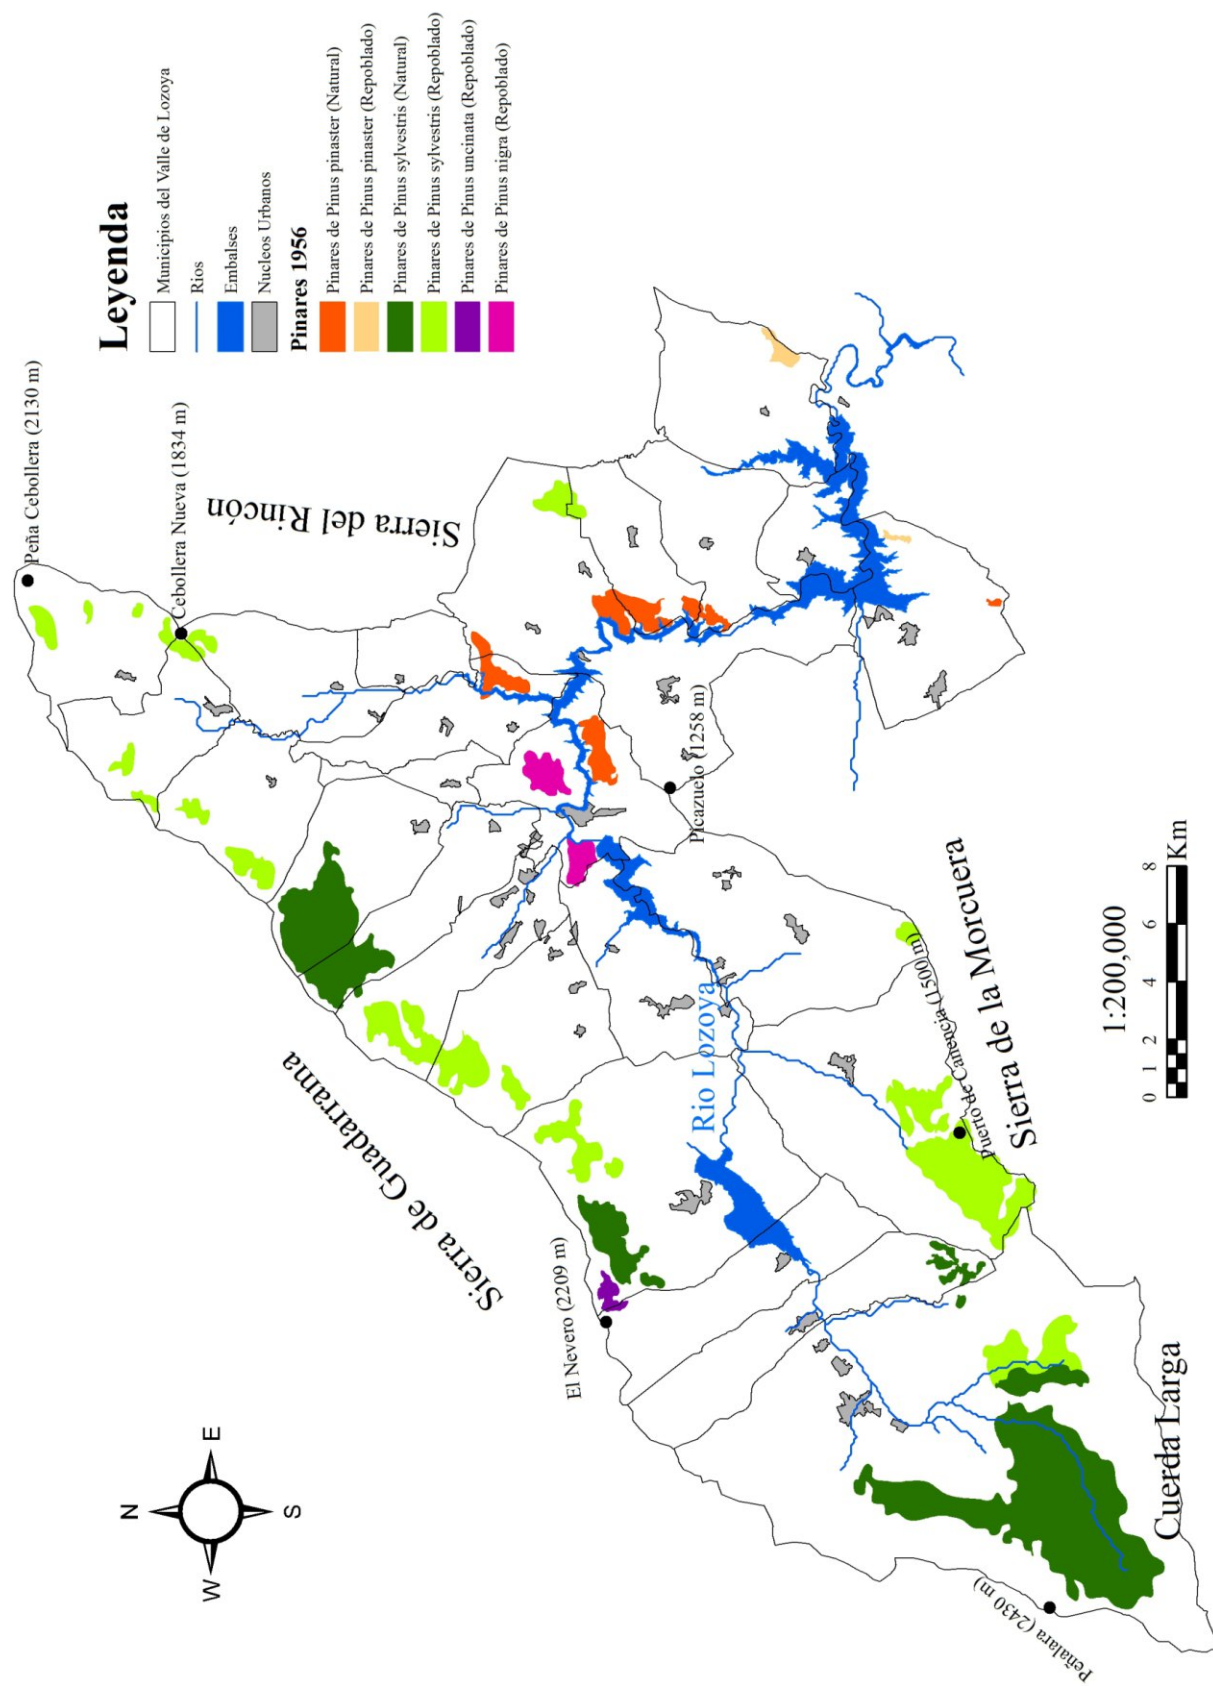 Leyenda
Municipios del Valle de Lozoya
Rios
Embalses
Nucleos Urbanos
Pinares 1956
Pinares de Pinus pinaster (Natural)
Pinares de Pinus pinaster (Repoblado)
Pinares de Pinus sylvestris (Natural)
Pinares de Pinus sylvestris (Repoblado)
Pinares de Pinus uncinata (Repoblado)
Pinares de Pinus nigra (Repoblado)
Peña Cebollera (2130 m)
Cebollera Nueva (1834 m)
Sierra del Rincón
Sierra de Guadarrama
Picazuelo (1258 m)
El Nevero (2209 m)
Rio Lozoya
Puerto de Canencia (1500 m)
Sierra de la Morcuera
Cuerda Larga
Peñalara (2430 m)
N
W
E
S
1:200,000
0 1 2 4 6 8
Km